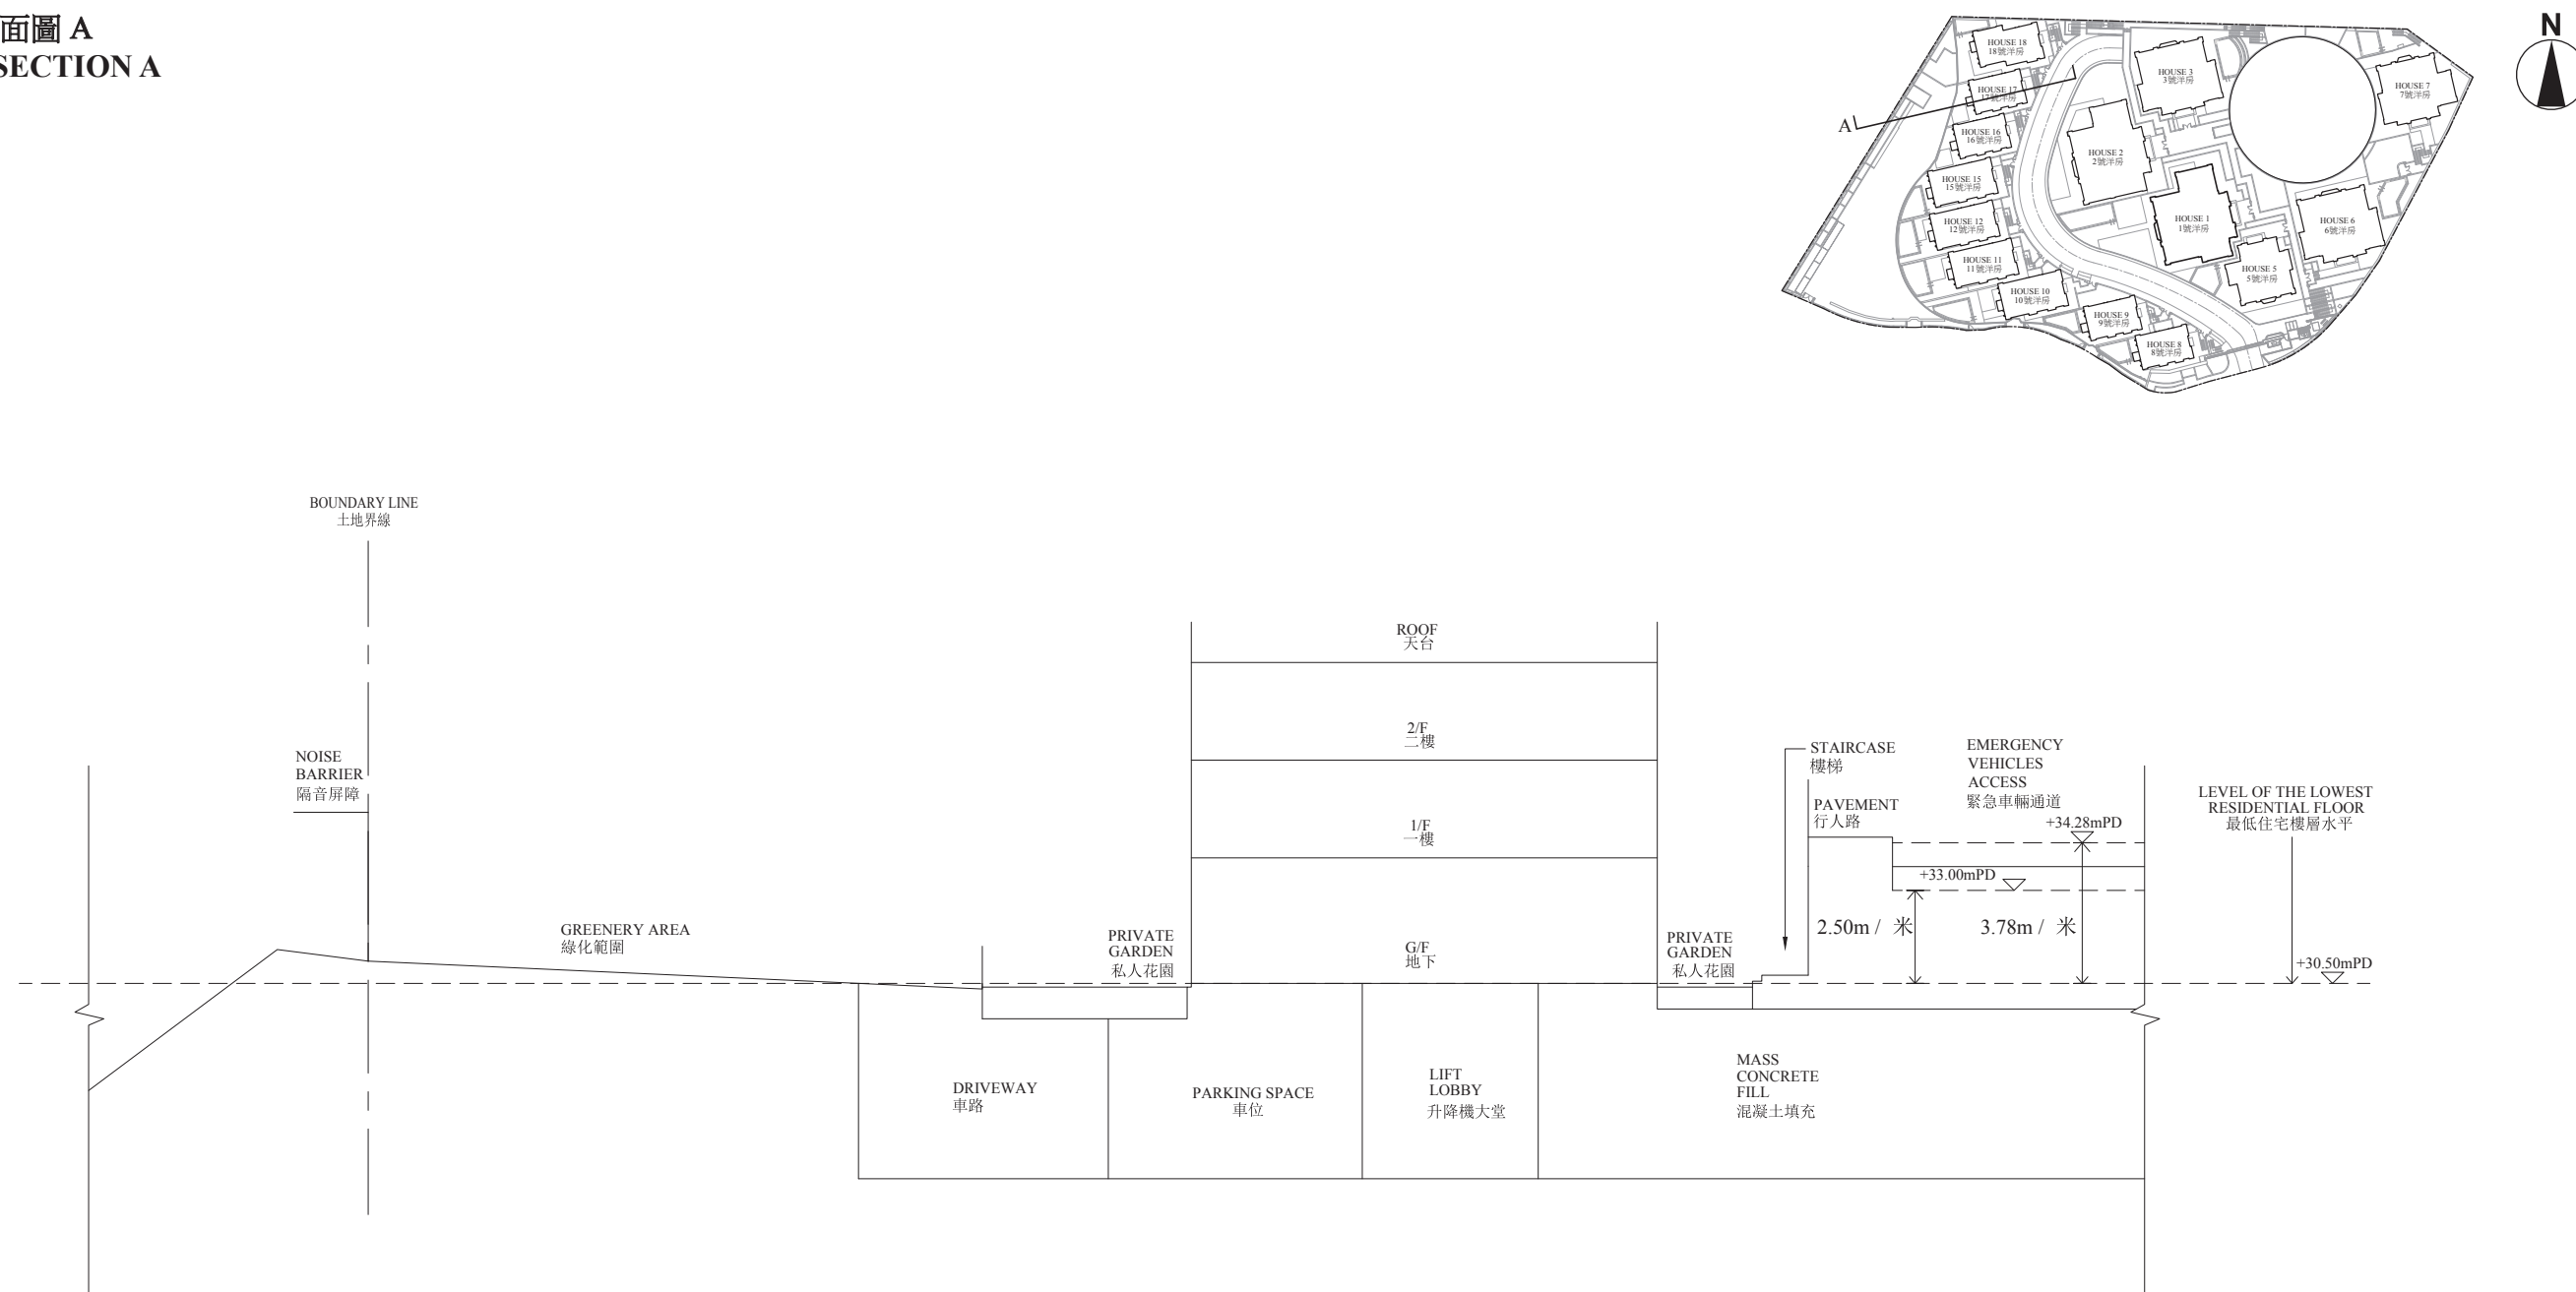 面圖 A
SECTION A
N
HOUSE 18
18號洋房
HOUSE 17
17號洋房
HOUSE 16
16號洋房
HOUSE 15
15號洋房
HOUSE 12
12號洋房
HOUSE 11
11號洋房
HOUSE 10
10號洋房
HOUSE 9
9號洋房
HOUSE 8
8號洋房
HOUSE 3
3號洋房
HOUSE 2
2號洋房
HOUSE 1
1號洋房
HOUSE 5
5號洋房
HOUSE 6
6號洋房
HOUSE 7
7號洋房
A
BOUNDARY LINE
土地界線
NOISE
BARRIER
隔音屏障
GREENERY AREA
綠化範圍
PRIVATE
GARDEN
私人花園
ROOF
天台
2/F
二樓
1/F
一樓
G/F
地下
PRIVATE
GARDEN
私人花園
STAIRCASE
樓梯
PAVEMENT
行人路
EMERGENCY
VEHICLES
ACCESS
緊急車輛通道
+34.28mPD
+33.00mPD
2.50m / 米
3.78m / 米
LEVEL OF THE LOWEST
RESIDENTIAL FLOOR
最低住宅樓層水平
+30.50mPD
DRIVEWAY
車路
PARKING SPACE
車位
LIFT
LOBBY
升降機大堂
MASS
CONCRETE
FILL
混凝土填充